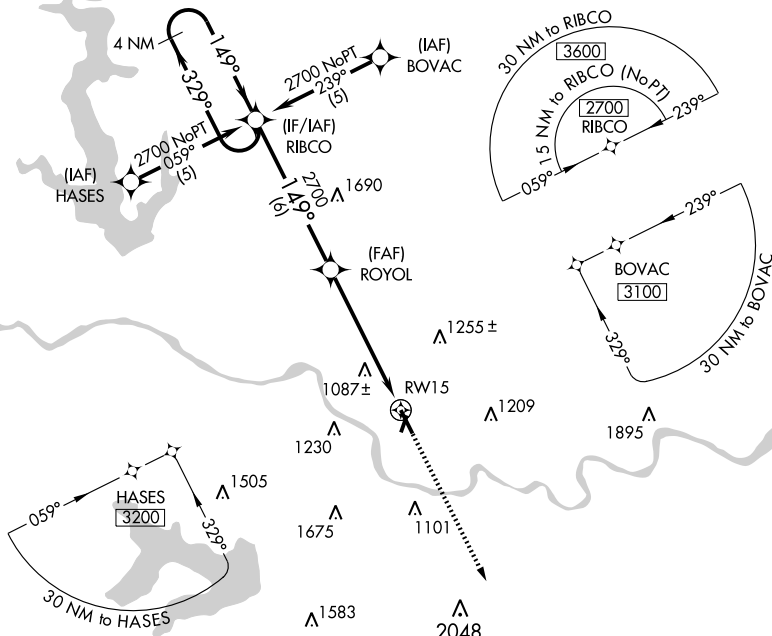 4 NM
149°
329°
2700 NoPT
239°
(5)
(IAF)
BOVAC
(IF/IAF)
RIBCO
2700 NoPT
059°
(5)
(IAF)
HASES
2700
149°
(6)
1690
(FAF)
ROYOL
1255 ±
1087 ±
RW15
1209
1895
1230
1505
1675
1101
1583
2048
30 NM to RIBCO
3600
15 NM to RIBCO (NoPT)
2700
RIBCO
059°
239°
239°
BOVAC
3100
329°
30 NM to BOVAC
059°
HASES
3200
329°
30 NM to HASES